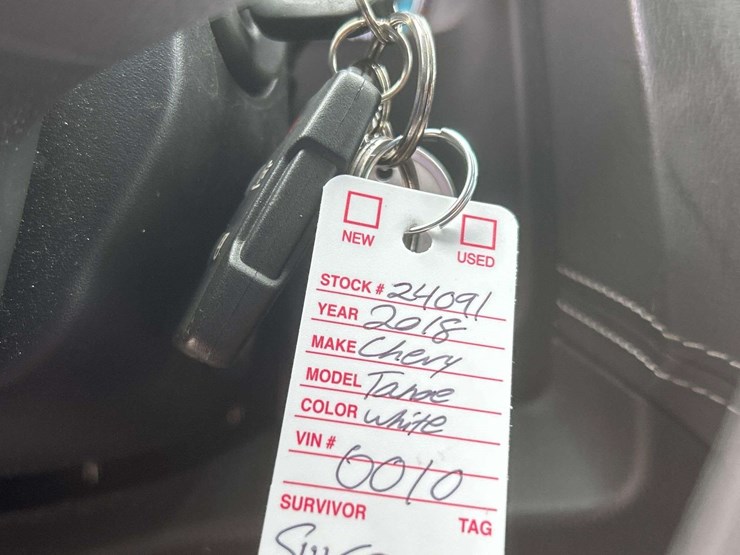 NEW USED
STOCK # 24091
YEAR 2018
MAKE Chevy
MODEL Tahoe
COLOR White
VIN #
0010
SURVIVOR TAG